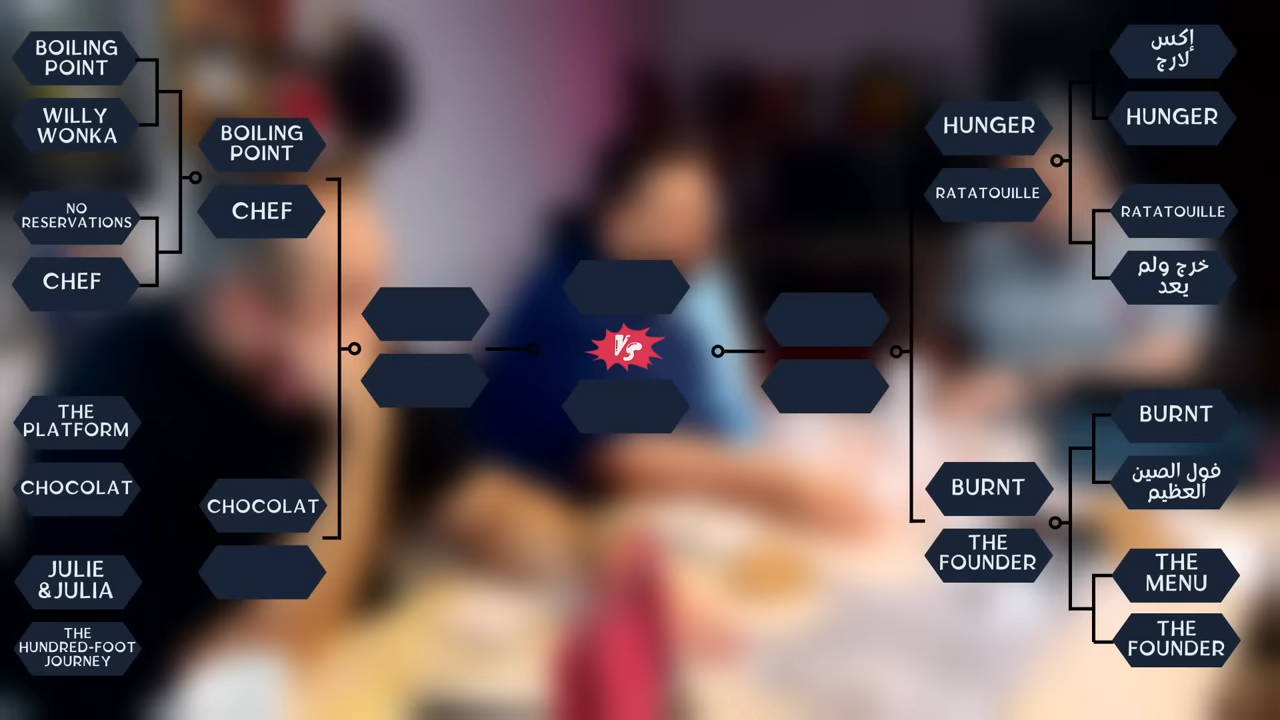 BOILING
POINT
WILLY
WONKA
NO
RESERVATIONS
CHEF
THE
PLATFORM
CHOCOLAT
JULIE
&JULIA
THE
HUNDRED-FOOT
JOURNEY
BOILING
POINT
CHEF
CHOCOLAT
VS
HUNGER
RATATOUILLE
BURNT
THE
FOUNDER
إكس
لارج
HUNGER
RATATOUILLE
خرج ولم
يعد
BURNT
فول الصين
العظيم
THE
MENU
THE
FOUNDER